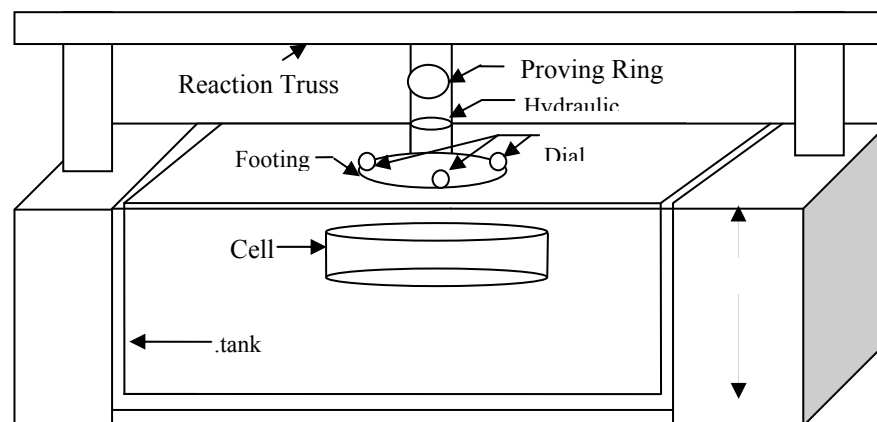 Proving Ring
Reaction Truss
Hydraulic
Footing
Dial
Cell
.tank